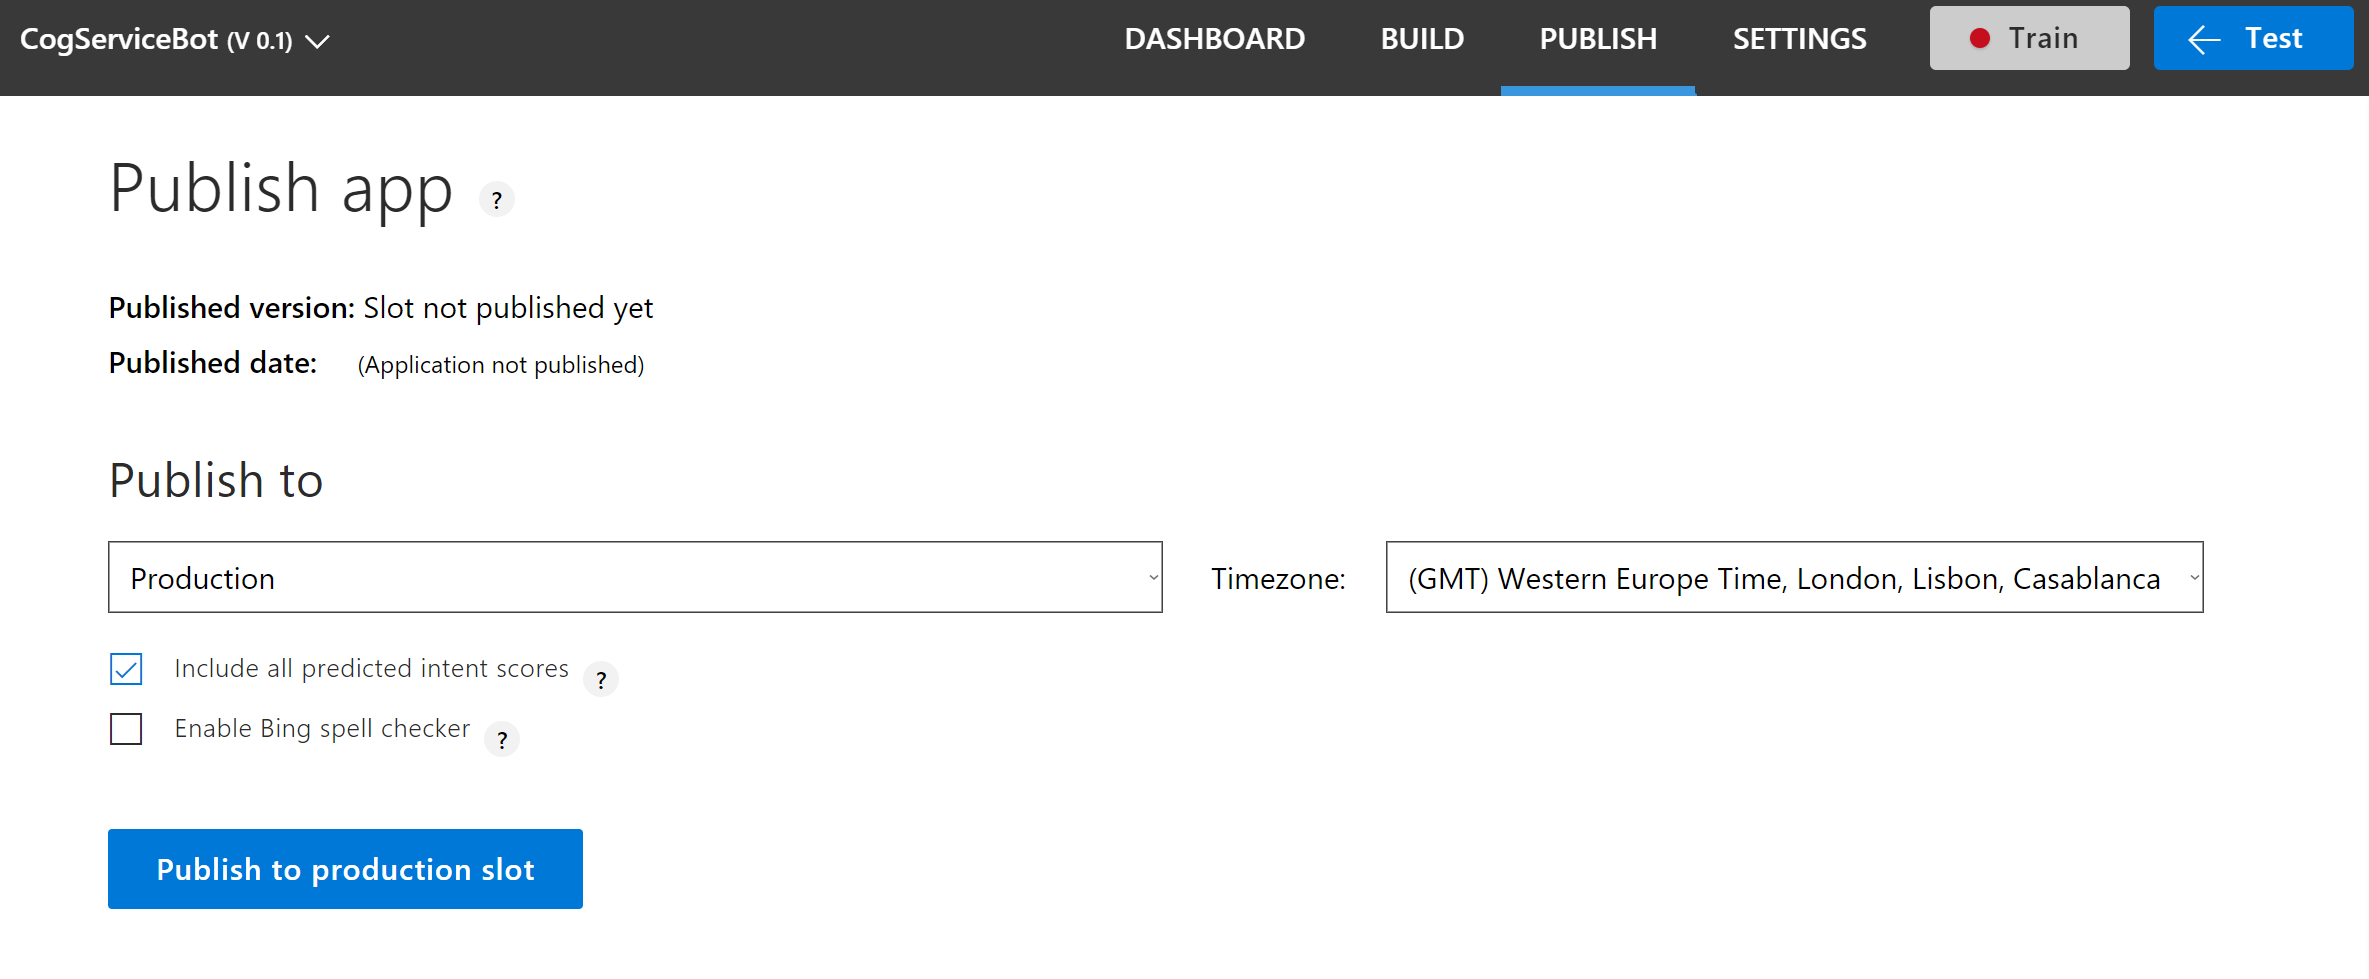 CogServiceBot (V 0.1) DASHBOARD BUILD PUBLISH SETTINGS Train Test
Publish app ?
Published version: Slot not published yet
Published date: (Application not published)
Publish to
Production Timezone: (GMT) Western Europe Time, London, Lisbon, Casablanca
Include all predicted intent scores ?
Enable Bing spell checker ?
Publish to production slot